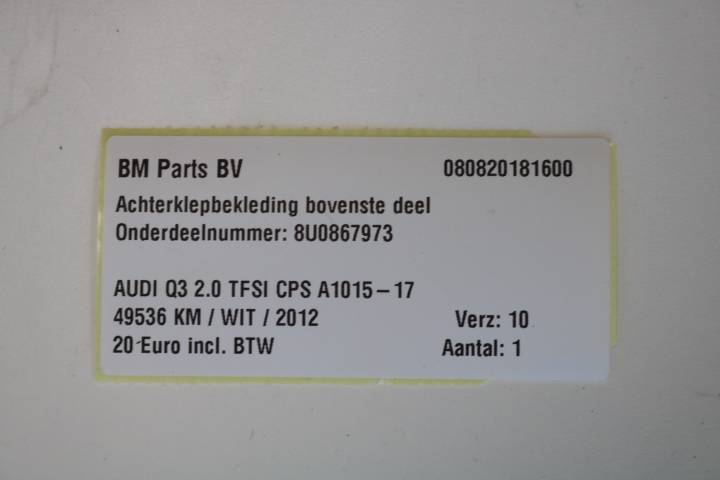 BM Parts BV 080820181600
Achterklepbekleding bovenste deel
Onderdeelnummer: 8U0867973
AUDI Q3 2.0 TFSI CPS A1015-17
49536 KM / WIT / 2012 Verz: 10
20 Euro incl. BTW Aantal: 1